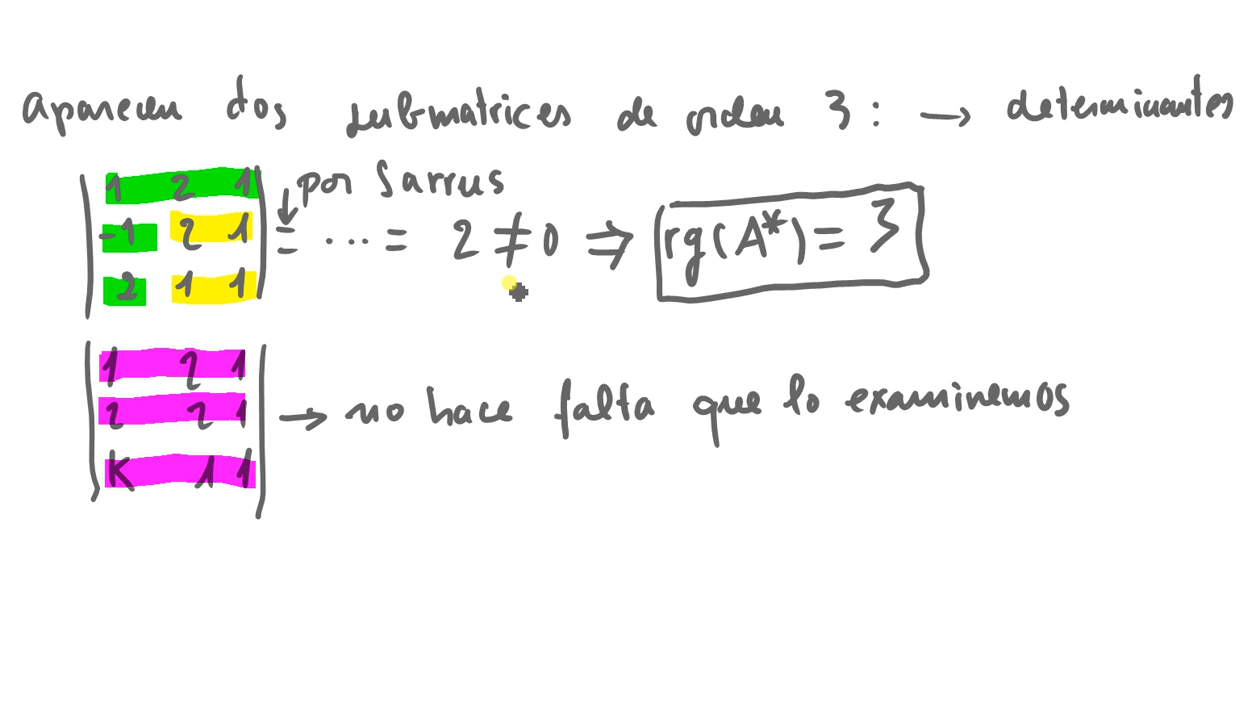 aparecen dos submatrices de orden 3: → determinantes
↓ por Sarrus
| 1 2 1 |
| -1 2 1 | = ... = 2 ≠ 0 ⇒ rg(A*) = 3
| 2 1 1 |
| 1 2 1 |
| 2 2 1 | → no hace falta que lo examinemos
| K 1 1 |